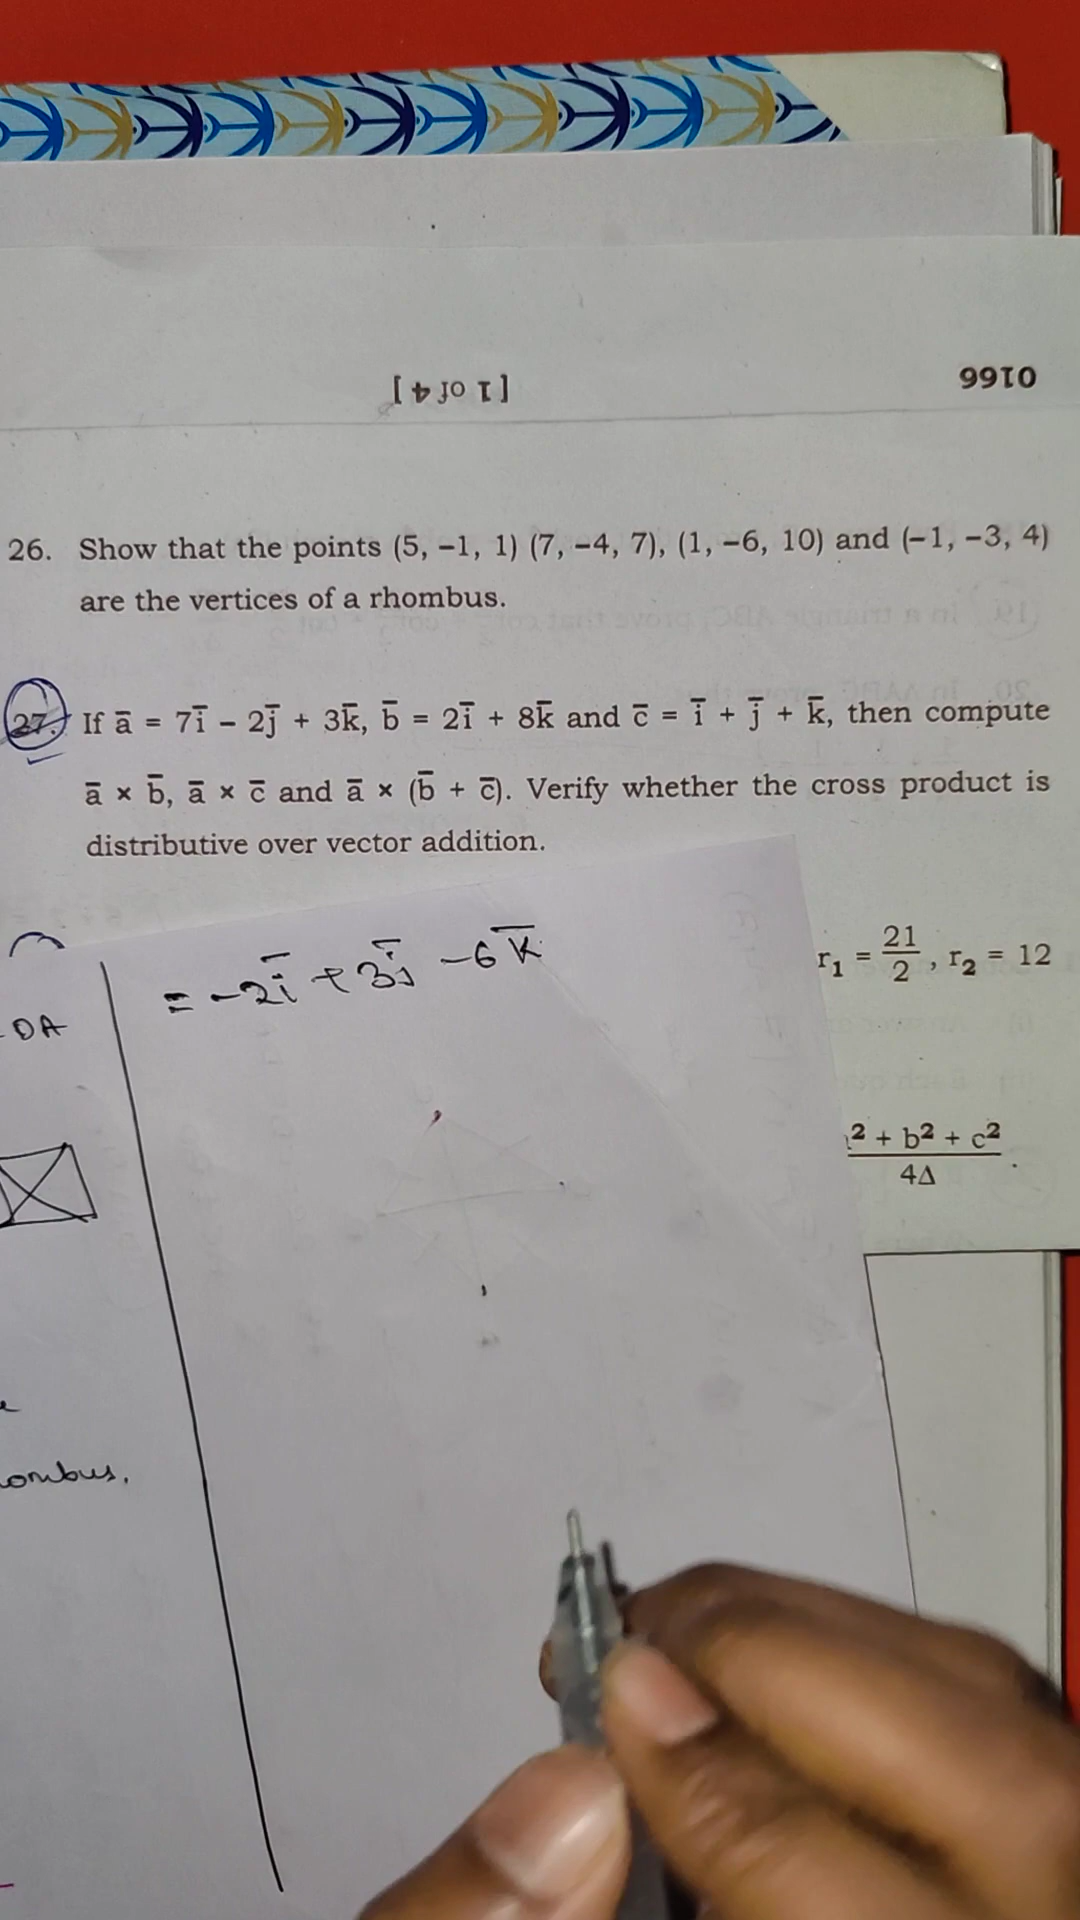 [ 1 of 4 ]
0166
26. Show that the points (5, −1, 1) (7, −4, 7), (1, −6, 10) and (−1, −3, 4)
are the vertices of a rhombus.
27. If a̅ = 7i̅ − 2j̅ + 3k̅, b̅ = 2i̅ + 8k̅ and c̅ = i̅ + j̅ + k̅, then compute
a̅ × b̅, a̅ × c̅ and a̅ × (b̅ + c̅). Verify whether the cross product is
distributive over vector addition.
= -2i̅ + 3j̅ - 6k̅
r₁ = 21/2 , r₂ = 12
DA
² + b² + c²
4Δ .
ombus.